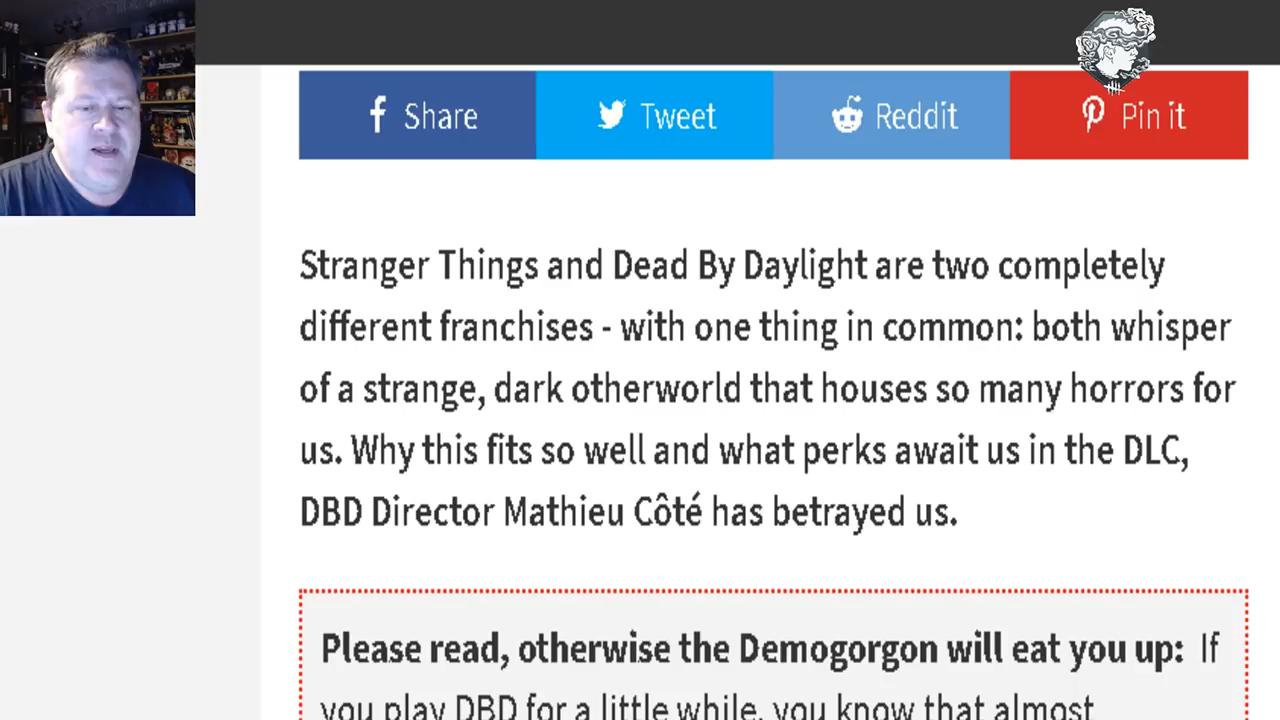 Share Tweet Reddit Pin it
Stranger Things and Dead By Daylight are two completely
different franchises - with one thing in common: both whisper
of a strange, dark otherworld that houses so many horrors for
us. Why this fits so well and what perks await us in the DLC,
DBD Director Mathieu Côté has betrayed us.
Please read, otherwise the Demogorgon will eat you up: If
you play DBD for a little while, you know that almost